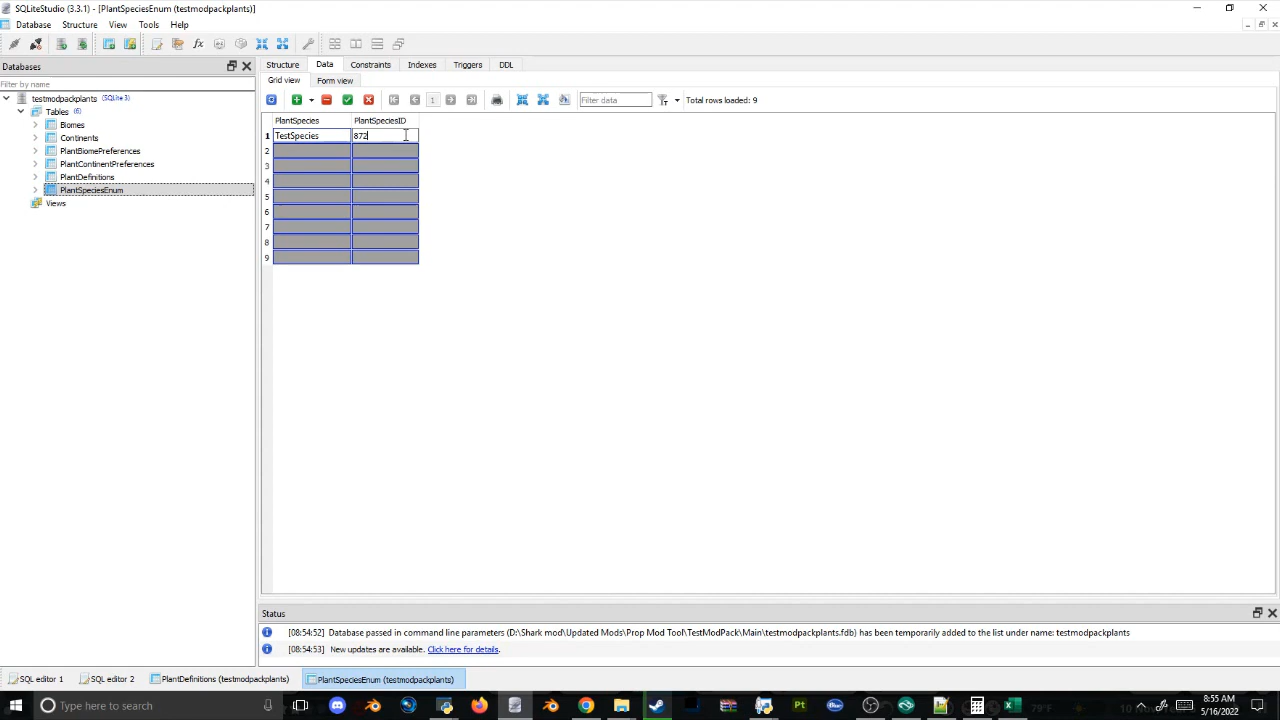 SQLiteStudio (3.3.1) - [PlantSpeciesEnum (testmodpackplants)]
Database Structure View Tools Help
Databases
Filter by name
testmodpackplants (SQLite 3)
Tables (6)
Biomes
Continents
PlantBiomePreferences
PlantContinentPreferences
PlantDefinitions
PlantSpeciesEnum
Views
Structure Data Constraints Indexes Triggers DDL
Grid view Form view
1 Filter data Total rows loaded: 9
PlantSpecies PlantSpeciesID
1 TestSpecies 872
2
3
4
5
6
7
8
9
Status
[08:54:52] Database passed in command line parameters (D:\Shark mod\Updated Mods\Prop Mod Tool\TestModPack\Main\testmodpackplants.fdb) has been temporarily added to the list under name: testmodpackplants
[08:54:53] New updates are available. Click here for details.
SQL editor 1 SQL editor 2 PlantDefinitions (testmodpackplants) PlantSpeciesEnum (testmodpackplants)
Type here to search
Pt
79°F
8:55 AM
5/16/2022